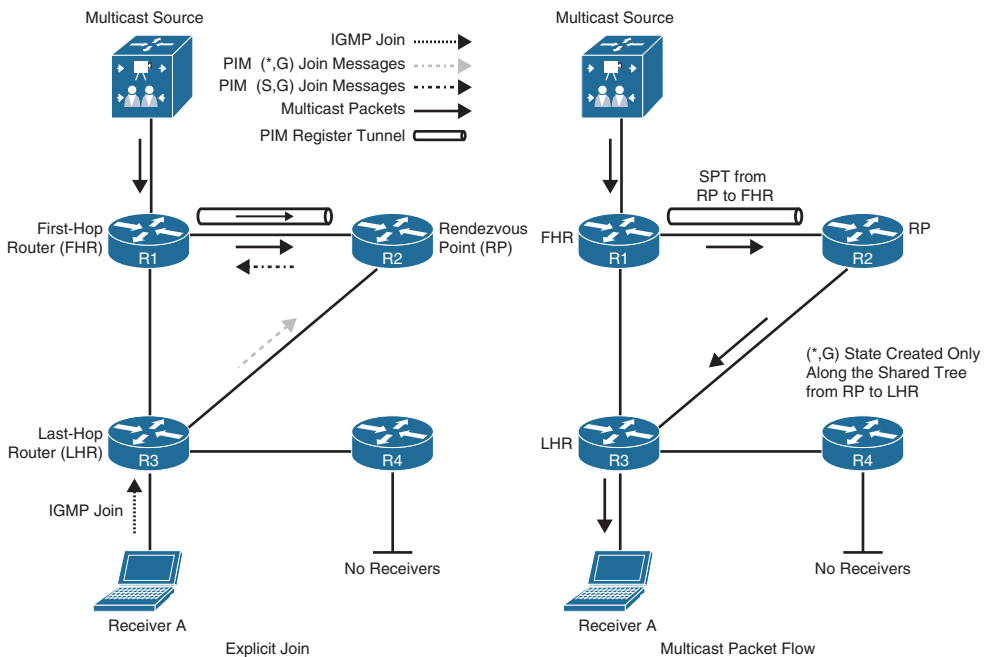 Multicast Source
IGMP Join
PIM (*,G) Join Messages
PIM (S,G) Join Messages
Multicast Packets
PIM Register Tunnel
First-Hop
Router (FHR)
R1
Rendezvous
Point (RP)
R2
Last-Hop
Router (LHR)
R3
R4
IGMP Join
No Receivers
Receiver A
Explicit Join
Multicast Source
SPT from
RP to FHR
FHR
R1
RP
R2
(*,G) State Created Only
Along the Shared Tree
from RP to LHR
LHR
R3
R4
No Receivers
Receiver A
Multicast Packet Flow